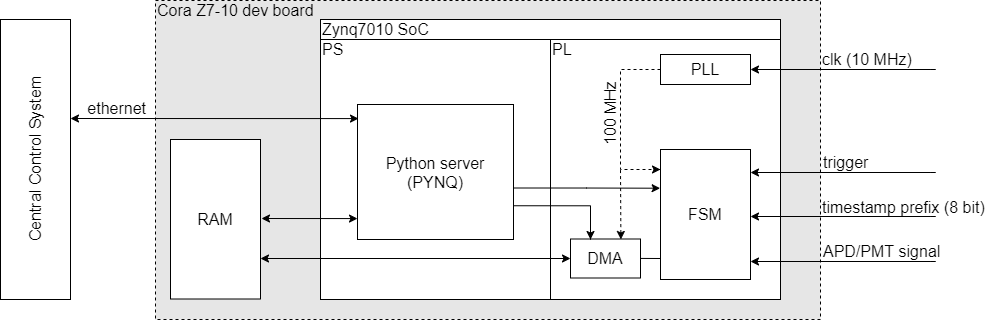 Cora Z7-10 dev board
Zynq7010 SoC
PS
PL
clk (10 MHz)
PLL
100 MHz
ethernet
Central Control System
Python server
(PYNQ)
trigger
RAM
FSM
timestamp prefix (8 bit)
APD/PMT signal
DMA